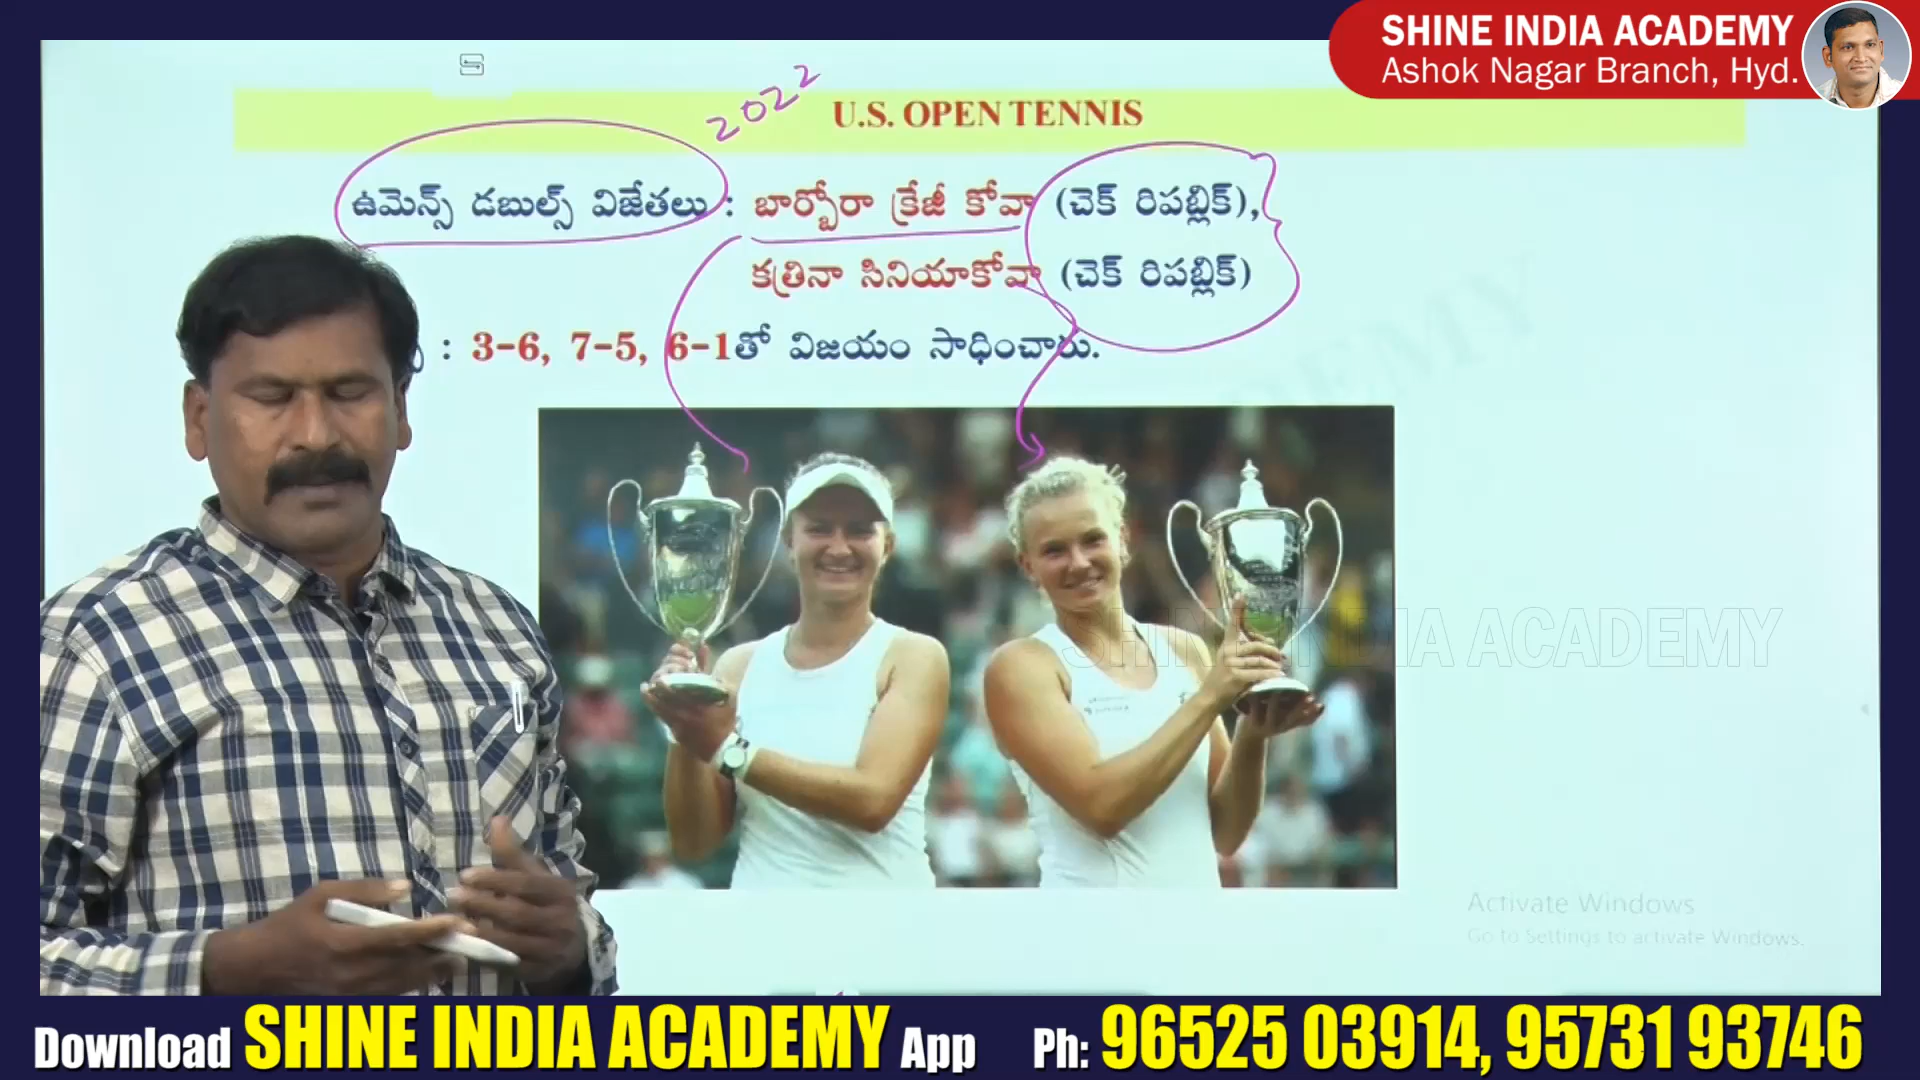 SHINE INDIA ACADEMY
Ashok Nagar Branch, Hyd.
2022
U.S. OPEN TENNIS
ఉమెన్స్ డబుల్స్ విజేతలు : బార్బోరా క్రేజీ కోవా (చెక్ రిపబ్లిక్),
కత్రినా సినియాకోవా (చెక్ రిపబ్లిక్)
: 3-6, 7-5, 6-1తో విజయం సాధించారు.
SHINE INDIA ACADEMY
Activate Windows
Go to Settings to activate Windows.
Download SHINE INDIA ACADEMY App Ph: 96525 03914, 95731 93746